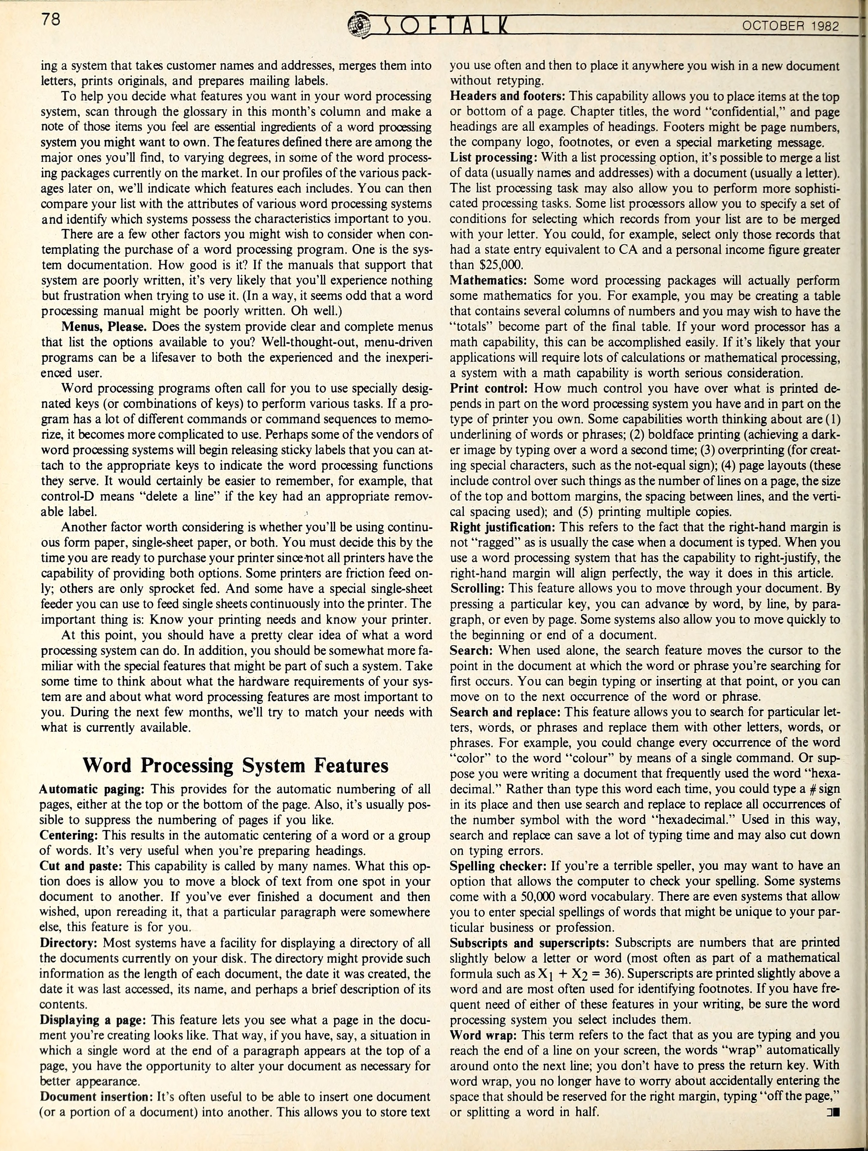 78
SOFTALK
OCTOBER 1982
ing a system that takes customer names and addresses, merges them into
letters, prints originals, and prepares mailing labels.
To help you decide what features you want in your word processing
system, scan through the glossary in this month's column and make a
note of those items you feel are essential ingredients of a word processing
system you might want to own. The features defined there are among the
major ones you'll find, to varying degrees, in some of the word process-
ing packages currently on the market. In our profiles of the various pack-
ages later on, we'll indicate which features each includes. You can then
compare your list with the attributes of various word processing systems
and identify which systems possess the characteristics important to you.
There are a few other factors you might wish to consider when con-
templating the purchase of a word processing program. One is the sys-
tem documentation. How good is it? If the manuals that support that
system are poorly written, it's very likely that you'll experience nothing
but frustration when trying to use it. (In a way, it seems odd that a word
processing manual might be poorly written. Oh well.)
Menus, Please. Does the system provide clear and complete menus
that list the options available to you? Well-thought-out, menu-driven
programs can be a lifesaver to both the experienced and the inexperi-
enced user.
Word processing programs often call for you to use specially desig-
nated keys (or combinations of keys) to perform various tasks. If a pro-
gram has a lot of different commands or command sequences to memo-
rize, it becomes more complicated to use. Perhaps some of the vendors of
word processing systems will begin releasing sticky labels that you can at-
tach to the appropriate keys to indicate the word processing functions
they serve. It would certainly be easier to remember, for example, that
control-D means "delete a line" if the key had an appropriate remov-
able label.
Another factor worth considering is whether you'll be using continu-
ous form paper, single-sheet paper, or both. You must decide this by the
time you are ready to purchase your printer since not all printers have the
capability of providing both options. Some printers are friction feed on-
ly; others are only sprocket fed. And some have a special single-sheet
feeder you can use to feed single sheets continuously into the printer. The
important thing is: Know your printing needs and know your printer.
At this point, you should have a pretty clear idea of what a word
processing system can do. In addition, you should be somewhat more fa-
miliar with the special features that might be part of such a system. Take
some time to think about what the hardware requirements of your sys-
tem are and about what word processing features are most important to
you. During the next few months, we'll try to match your needs with
what is currently available.
Word Processing System Features
Automatic paging: This provides for the automatic numbering of all
pages, either at the top or the bottom of the page. Also, it's usually pos-
sible to suppress the numbering of pages if you like.
Centering: This results in the automatic centering of a word or a group
of words. It's very useful when you're preparing headings.
Cut and paste: This capability is called by many names. What this op-
tion does is allow you to move a block of text from one spot in your
document to another. If you've ever finished a document and then
wished, upon rereading it, that a particular paragraph were somewhere
else, this feature is for you.
Directory: Most systems have a facility for displaying a directory of all
the documents currently on your disk. The directory might provide such
information as the length of each document, the date it was created, the
date it was last accessed, its name, and perhaps a brief description of its
contents.
Displaying a page: This feature lets you see what a page in the docu-
ment you're creating looks like. That way, if you have, say, a situation in
which a single word at the end of a paragraph appears at the top of a
page, you have the opportunity to alter your document as necessary for
better appearance.
Document insertion: It's often useful to be able to insert one document
(or a portion of a document) into another. This allows you to store text
you use often and then to place it anywhere you wish in a new document
without retyping.
Headers and footers: This capability allows you to place items at the top
or bottom of a page. Chapter titles, the word "confidential," and page
headings are all examples of headings. Footers might be page numbers,
the company logo, footnotes, or even a special marketing message.
List processing: With a list processing option, it's possible to merge a list
of data (usually names and addresses) with a document (usually a letter).
The list processing task may also allow you to perform more sophisti-
cated processing tasks. Some list processors allow you to specify a set of
conditions for selecting which records from your list are to be merged
with your letter. You could, for example, select only those records that
had a state entry equivalent to CA and a personal income figure greater
than $25,000.
Mathematics: Some word processing packages will actually perform
some mathematics for you. For example, you may be creating a table
that contains several columns of numbers and you may wish to have the
"totals" become part of the final table. If your word processor has a
math capability, this can be accomplished easily. If it's likely that your
applications will require lots of calculations or mathematical processing,
a system with a math capability is worth serious consideration.
Print control: How much control you have over what is printed de-
pends in part on the word processing system you have and in part on the
type of printer you own. Some capabilities worth thinking about are (1)
underlining of words or phrases; (2) boldface printing (achieving a dark-
er image by typing over a word a second time; (3) overprinting (for creat-
ing special characters, such as the not-equal sign); (4) page layouts (these
include control over such things as the number of lines on a page, the size
of the top and bottom margins, the spacing between lines, and the verti-
cal spacing used); and (5) printing multiple copies.
Right justification: This refers to the fact that the right-hand margin is
not "ragged" as is usually the case when a document is typed. When you
use a word processing system that has the capability to right-justify, the
right-hand margin will align perfectly, the way it does in this article.
Scrolling: This feature allows you to move through your document. By
pressing a particular key, you can advance by word, by line, by para-
graph, or even by page. Some systems also allow you to move quickly to
the beginning or end of a document.
Search: When used alone, the search feature moves the cursor to the
point in the document at which the word or phrase you're searching for
first occurs. You can begin typing or inserting at that point, or you can
move on to the next occurrence of the word or phrase.
Search and replace: This feature allows you to search for particular let-
ters, words, or phrases and replace them with other letters, words, or
phrases. For example, you could change every occurrence of the word
"color" to the word "colour" by means of a single command. Or sup-
pose you were writing a document that frequently used the word "hexa-
decimal." Rather than type this word each time, you could type a # sign
in its place and then use search and replace to replace all occurrences of
the number symbol with the word "hexadecimal." Used in this way,
search and replace can save a lot of typing time and may also cut down
on typing errors.
Spelling checker: If you're a terrible speller, you may want to have an
option that allows the computer to check your spelling. Some systems
come with a 50,000 word vocabulary. There are even systems that allow
you to enter special spellings of words that might be unique to your par-
ticular business or profession.
Subscripts and superscripts: Subscripts are numbers that are printed
slightly below a letter or word (most often as part of a mathematical
formula such as X₁ + X₂ = 36). Superscripts are printed slightly above a
word and are most often used for identifying footnotes. If you have fre-
quent need of either of these features in your writing, be sure the word
processing system you select includes them.
Word wrap: This term refers to the fact that as you are typing and you
reach the end of a line on your screen, the words "wrap" automatically
around onto the next line; you don't have to press the return key. With
word wrap, you no longer have to worry about accidentally entering the
space that should be reserved for the right margin, typing "off the page,"
or splitting a word in half.